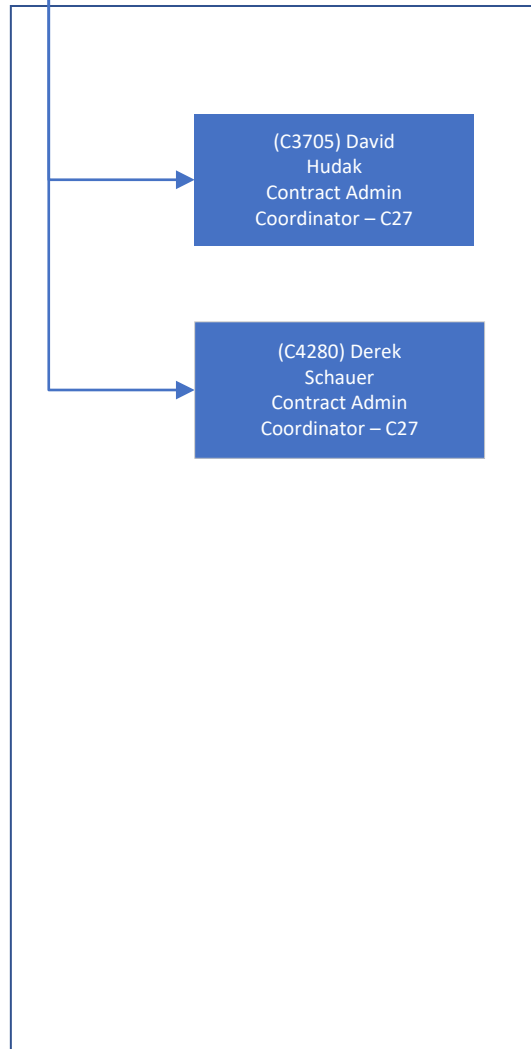 (C3705) David
Hudak
Contract Admin
Coordinator – C27
(C4280) Derek
Schauer
Contract Admin
Coordinator – C27